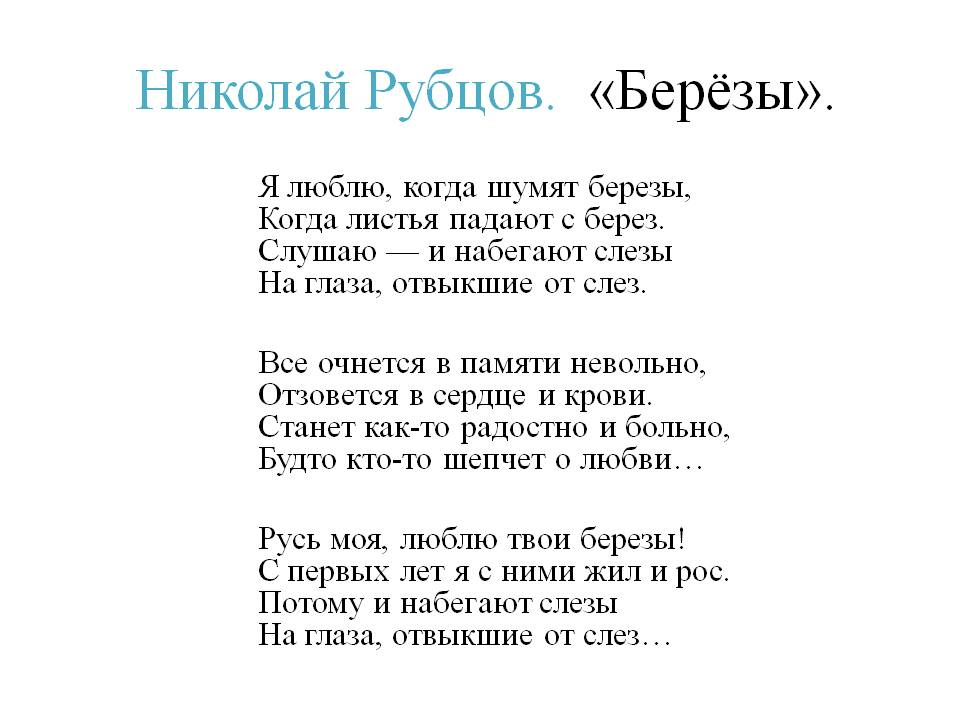 Николай Рубцов. «Берёзы».
Я люблю, когда шумят березы,
Когда листья падают с берез.
Слушаю — и набегают слезы
На глаза, отвыкшие от слез.
Все очнется в памяти невольно,
Отзовется в сердце и крови.
Станет как-то радостно и больно,
Будто кто-то шепчет о любви…
Русь моя, люблю твои березы!
С первых лет я с ними жил и рос.
Потому и набегают слезы
На глаза, отвыкшие от слез…